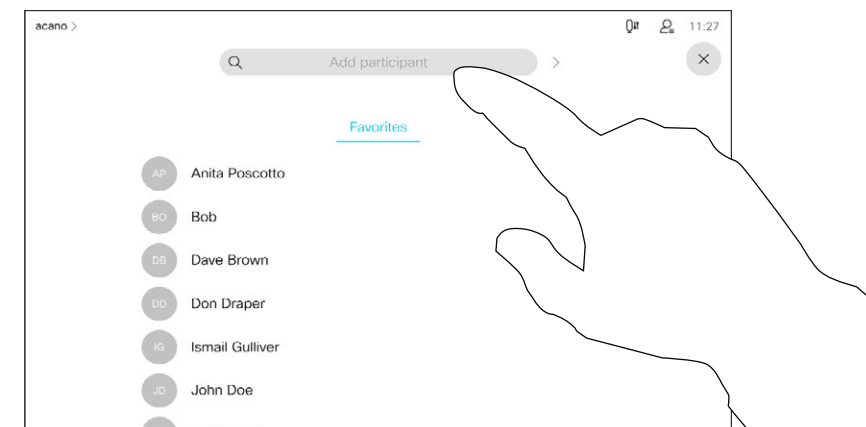 acano >
11:27
Add participant >
Favorites
AP Anita Poscotto
BO Bob
DB Dave Brown
DD Don Draper
IG Ismail Gulliver
JD John Doe